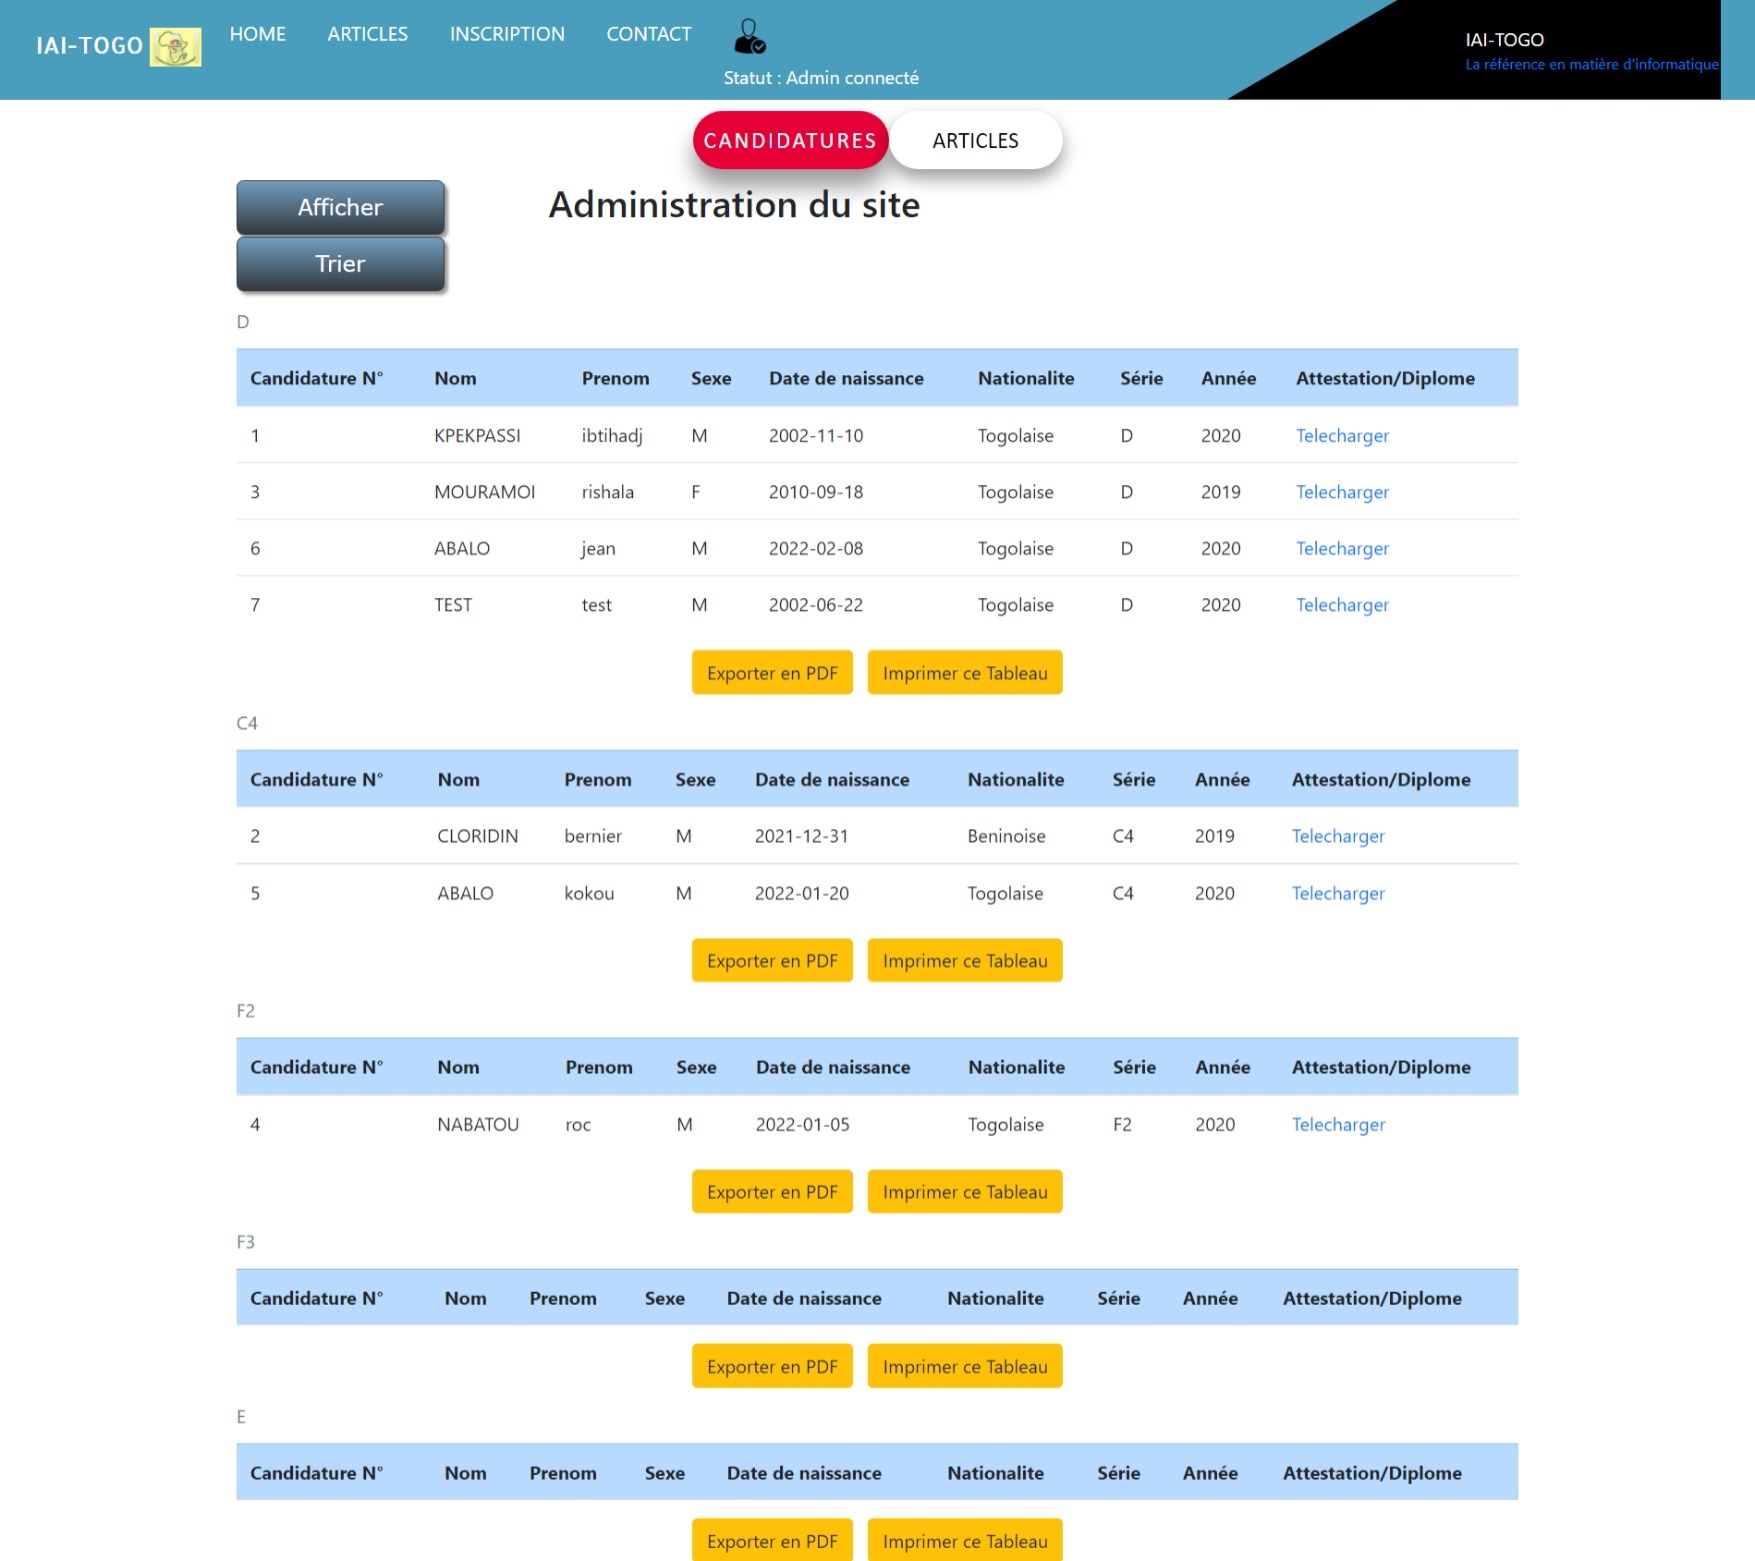 IAI-TOGO HOME ARTICLES INSCRIPTION CONTACT
Statut : Admin connecté
IAI-TOGO
La référence en matière d'informatique
CANDIDATURES ARTICLES
Afficher
Administration du site
Trier
D
Candidature N° Nom Prenom Sexe Date de naissance Nationalite Série Année Attestation/Diplome
1 KPEKPASSI ibtihadj M 2002-11-10 Togolaise D 2020 Telecharger
3 MOURAMOI rishala F 2010-09-18 Togolaise D 2019 Telecharger
6 ABALO jean M 2022-02-08 Togolaise D 2020 Telecharger
7 TEST test M 2002-06-22 Togolaise D 2020 Telecharger
Exporter en PDF Imprimer ce Tableau
C4
Candidature N° Nom Prenom Sexe Date de naissance Nationalite Série Année Attestation/Diplome
2 CLORIDIN bernier M 2021-12-31 Beninoise C4 2019 Telecharger
5 ABALO kokou M 2022-01-20 Togolaise C4 2020 Telecharger
Exporter en PDF Imprimer ce Tableau
F2
Candidature N° Nom Prenom Sexe Date de naissance Nationalite Série Année Attestation/Diplome
4 NABATOU roc M 2022-01-05 Togolaise F2 2020 Telecharger
Exporter en PDF Imprimer ce Tableau
F3
Candidature N° Nom Prenom Sexe Date de naissance Nationalite Série Année Attestation/Diplome
Exporter en PDF Imprimer ce Tableau
E
Candidature N° Nom Prenom Sexe Date de naissance Nationalite Série Année Attestation/Diplome
Exporter en PDF Imprimer ce Tableau